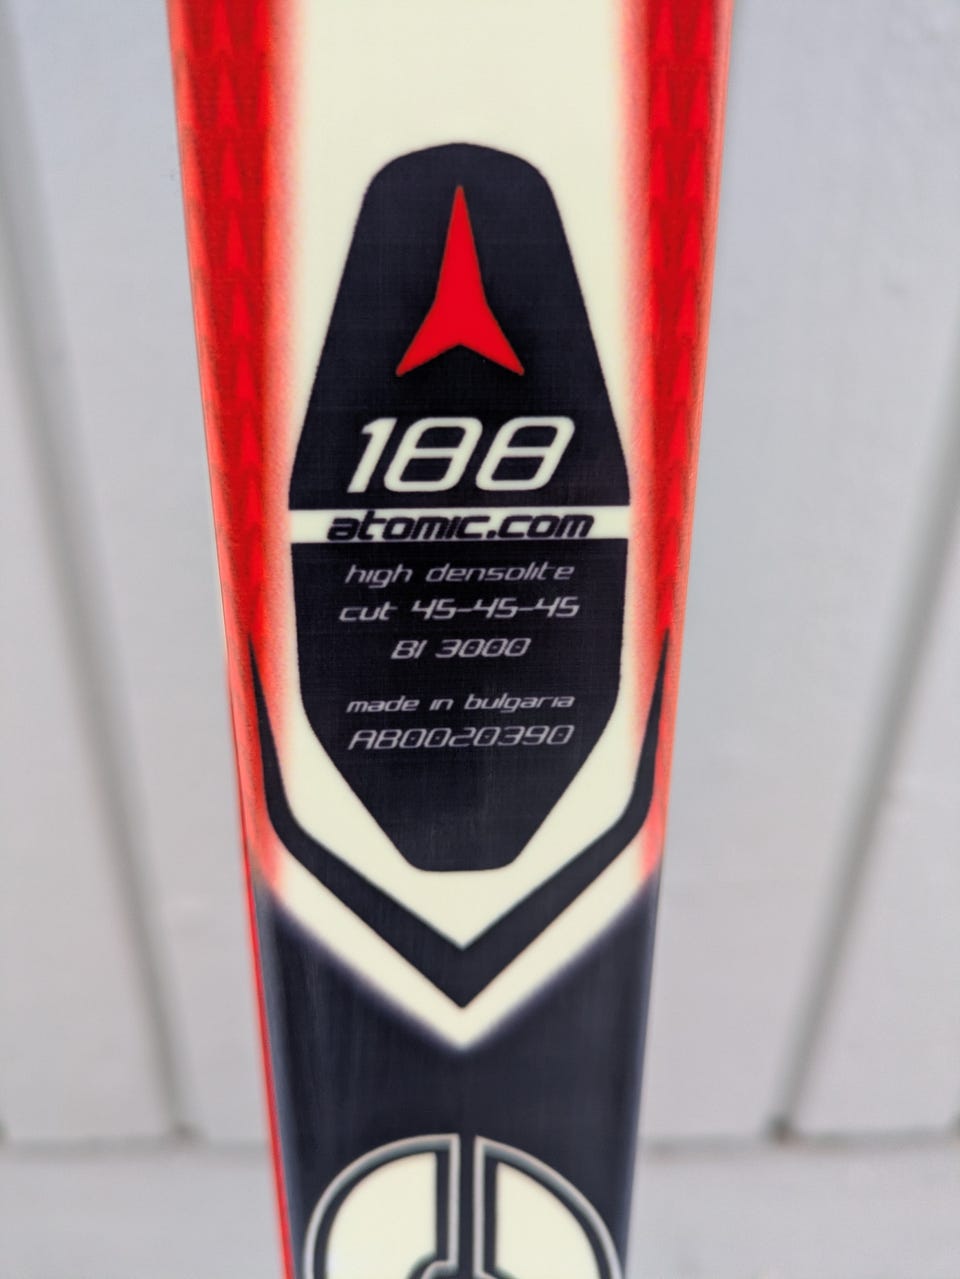 188
atomic.com
high densolite
cut 45-45-45
BI 3000
made in bulgaria
AB0020390